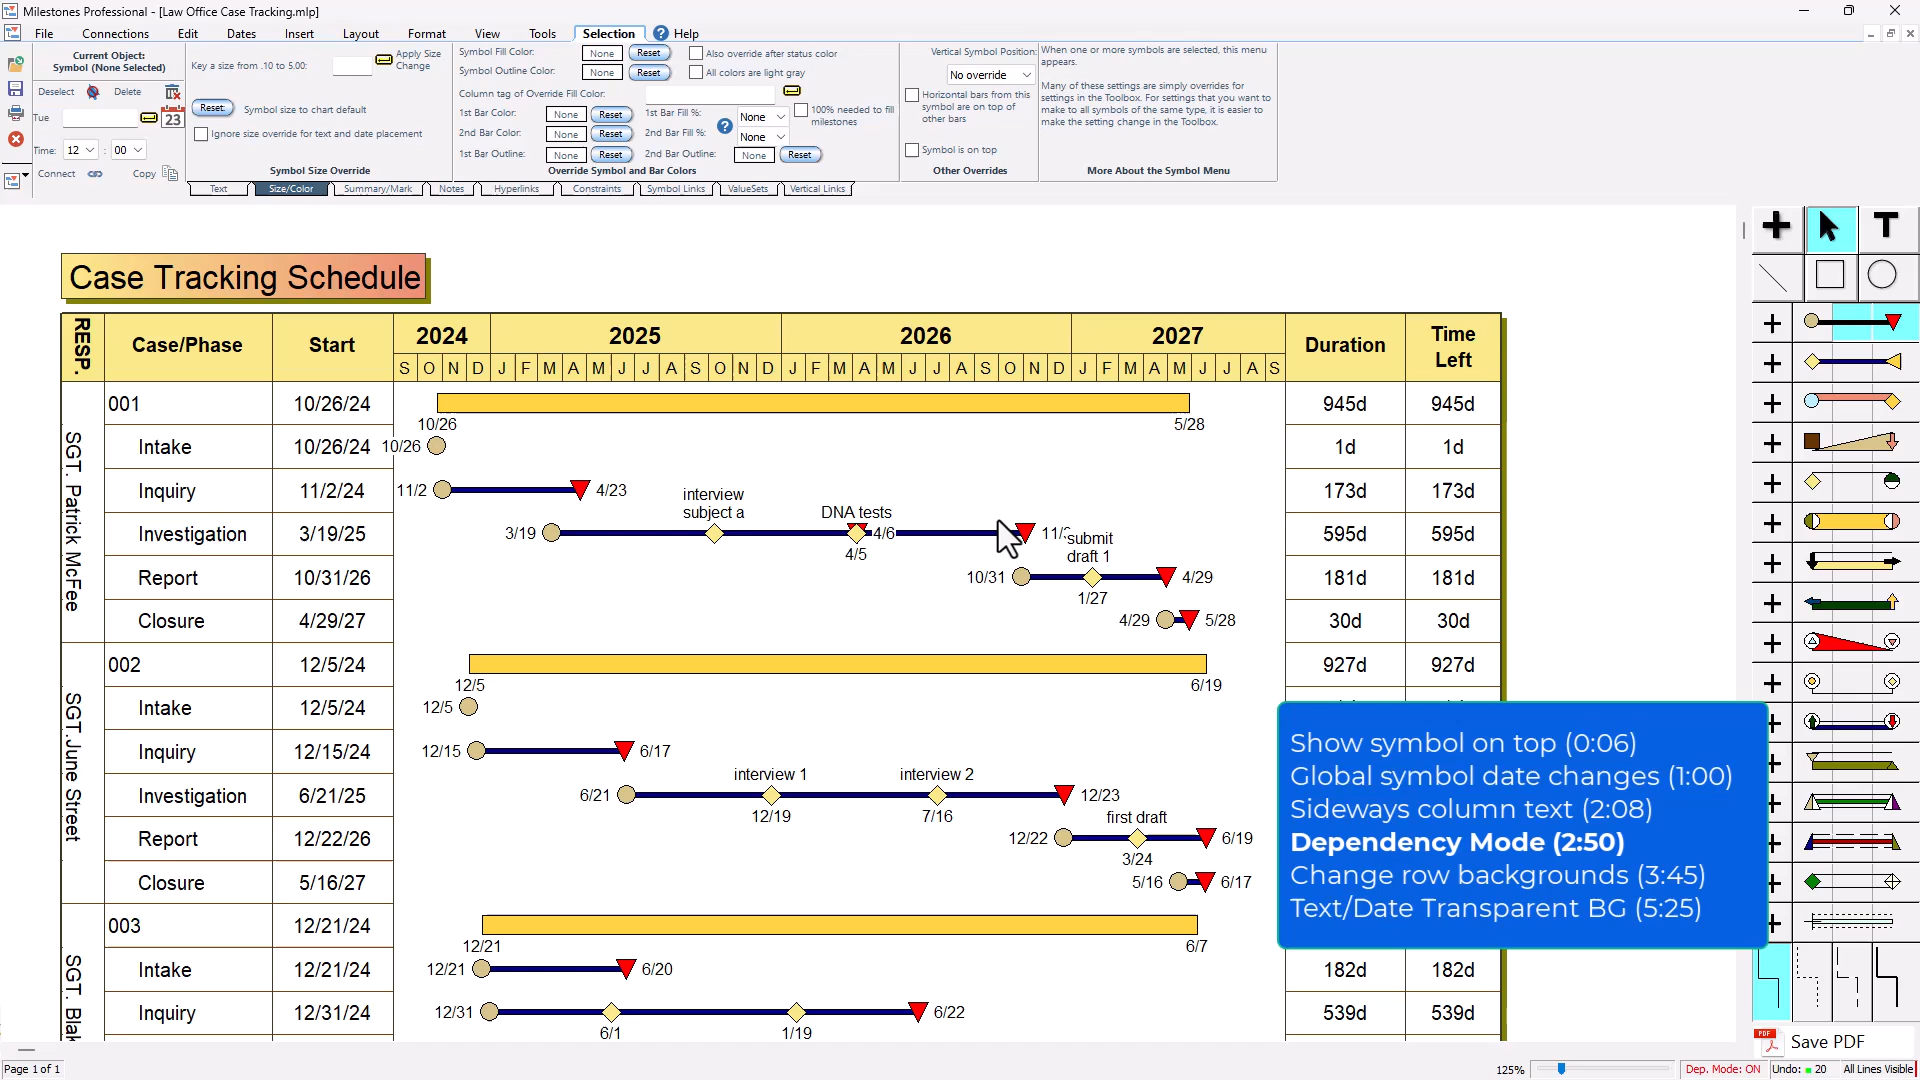 Milestones Professional - [Law Office Case Tracking.mlp]
File Connections Edit Dates Insert Layout Format View Tools Selection Help
Current Object:
Symbol (None Selected)
Deselect Delete
Tue 23
Time: 12 : 00
Connect Copy
Key a size from .10 to 5.00: Apply Size Change
Reset Symbol size to chart default
Ignore size override for text and date placement
Symbol Size Override
Symbol Fill Color: None Reset Also override after status color
Symbol Outline Color: None Reset All colors are light gray
Column tag of Override Fill Color:
1st Bar Color: None Reset 1st Bar Fill %: None 100% needed to fill milestones
2nd Bar Color: None Reset 2nd Bar Fill %: None
1st Bar Outline: None Reset 2nd Bar Outline: None Reset
Override Symbol and Bar Colors
Vertical Symbol Position:
No override
Horizontal bars from this symbol are on top of other bars
Symbol is on top
Other Overrides
When one or more symbols are selected, this menu appears.
Many of these settings are simply overrides for settings in the Toolbox. For settings that you want to make to all symbols of the same type, it is easier to make the setting change in the Toolbox.
More About the Symbol Menu
Text Size/Color Summary/Mark Notes Hyperlinks Constraints Symbol Links ValueSets Vertical Links
Case Tracking Schedule
RESP. Case/Phase Start 2024 2025 2026 2027 Duration Time Left
S O N D J F M A M J J A S O N D J F M A M J J A S O N D J F M A M J J A S
SGT. Patrick McFee
001 10/26/24 10/26 5/28 945d 945d
Intake 10/26/24 10/26 1d 1d
Inquiry 11/2/24 11/2 4/23 173d 173d
interview subject a DNA tests
Investigation 3/19/25 3/19 4/6 4/5 11/ 595d 595d
submit draft 1
Report 10/31/26 10/31 1/27 4/29 181d 181d
Closure 4/29/27 4/29 5/28 30d 30d
SGT.June Street
002 12/5/24 12/5 6/19 927d 927d
Intake 12/5/24 12/5
Inquiry 12/15/24 12/15 6/17
interview 1 interview 2
Investigation 6/21/25 6/21 12/19 7/16 12/23
first draft
Report 12/22/26 12/22 3/24 6/19
Closure 5/16/27 5/16 6/17
SGT. Blak
003 12/21/24 12/21 6/7
Intake 12/21/24 12/21 6/20 182d 182d
Inquiry 12/31/24 12/31 6/1 1/19 6/22 539d 539d
Show symbol on top (0:06)
Global symbol date changes (1:00)
Sideways column text (2:08)
Dependency Mode (2:50)
Change row backgrounds (3:45)
Text/Date Transparent BG (5:25)
T
PDF Save PDF
Page 1 of 1 125% Dep. Mode: ON Undo: 20 All Lines Visible